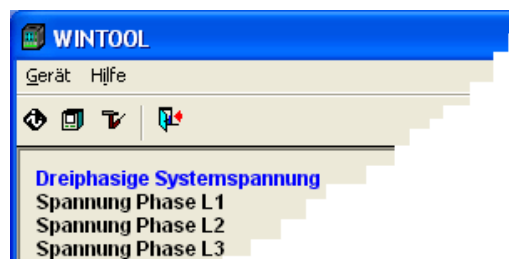 WINTOOL
Gerät Hilfe
Dreiphasige Systemspannung
Spannung Phase L1
Spannung Phase L2
Spannung Phase L3